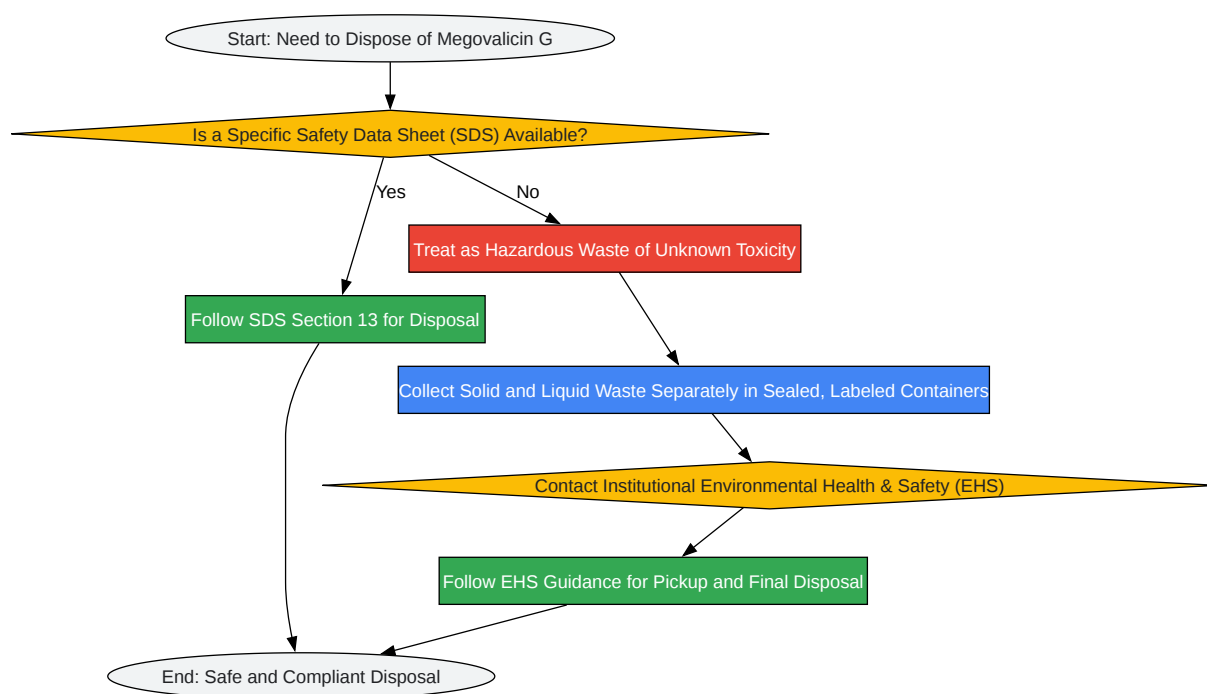 Start: Need to Dispose of Megovalicin G
Is a Specific Safety Data Sheet (SDS) Available?
Yes
No
Treat as Hazardous Waste of Unknown Toxicity
Follow SDS Section 13 for Disposal
Collect Solid and Liquid Waste Separately in Sealed, Labeled Containers
Contact Institutional Environmental Health & Safety (EHS)
Follow EHS Guidance for Pickup and Final Disposal
End: Safe and Compliant Disposal